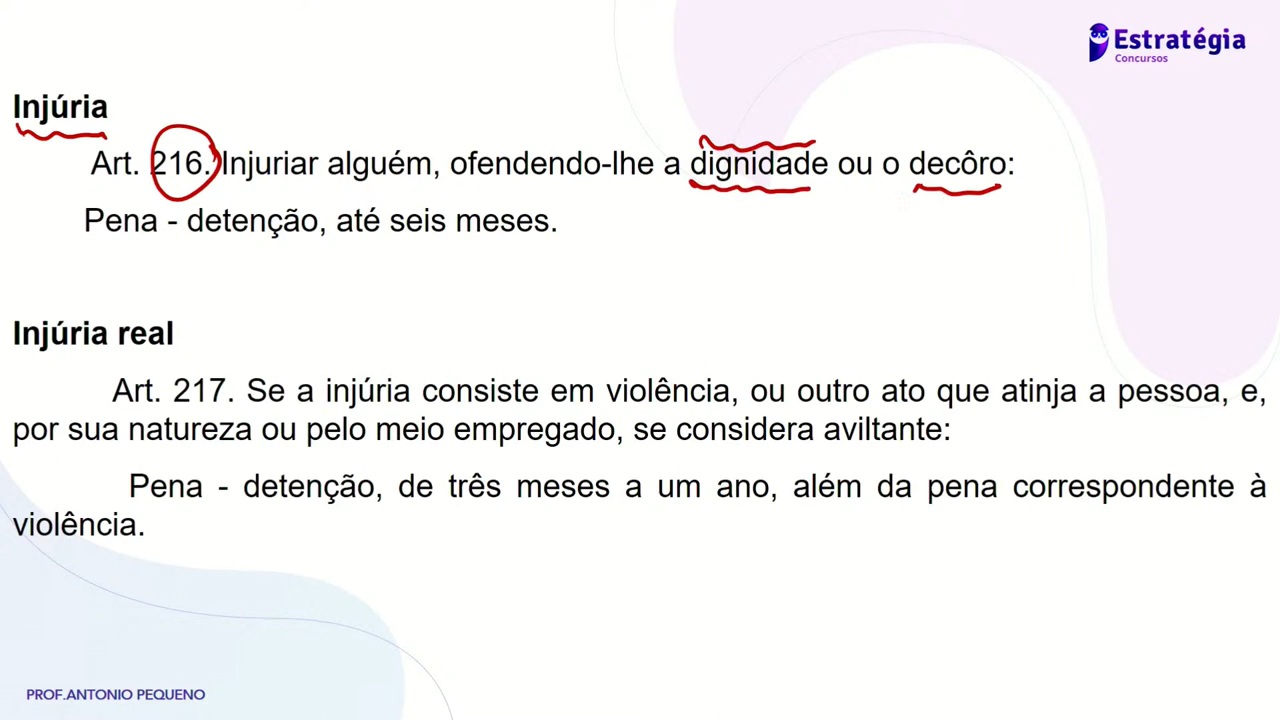 Estratégia
Concursos
Injúria
Art. 216. Injuriar alguém, ofendendo-lhe a dignidade ou o decôro:
Pena - detenção, até seis meses.
Injúria real
Art. 217. Se a injúria consiste em violência, ou outro ato que atinja a pessoa, e,
por sua natureza ou pelo meio empregado, se considera aviltante:
Pena - detenção, de três meses a um ano, além da pena correspondente à
violência.
PROF.ANTONIO PEQUENO